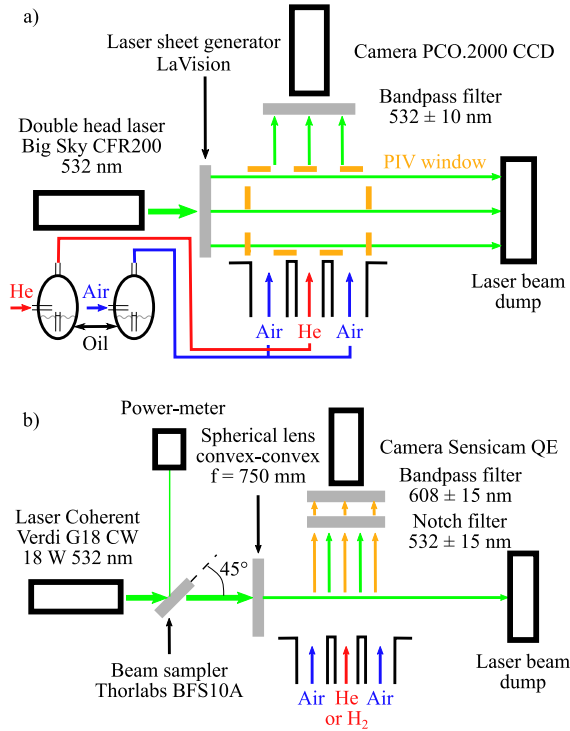 a)
Laser sheet generator
LaVision
Camera PCO.2000 CCD
Bandpass filter
532 ± 10 nm
Double head laser
Big Sky CFR200
532 nm
PIV window
Laser beam
dump
He
Air
Oil
Air
He
Air
b)
Power-meter
Spherical lens
convex-convex
f = 750 mm
Camera Sensicam QE
Bandpass filter
608 ± 15 nm
Notch filter
532 ± 15 nm
Laser Coherent
Verdi G18 CW
18 W 532 nm
45°
Beam sampler
Thorlabs BFS10A
Laser beam
dump
Air
He
Air
or H₂